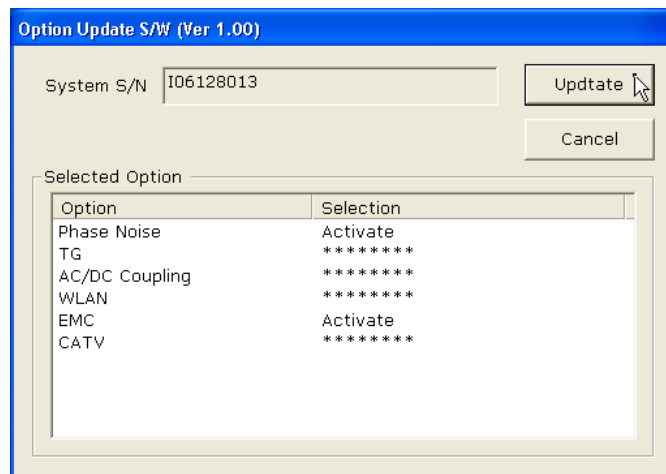 Option Update S/W (Ver 1.00)
System S/N I06128013 Updtate
Cancel
Selected Option
Option Selection
Phase Noise Activate
TG ********
AC/DC Coupling ********
WLAN ********
EMC Activate
CATV ********